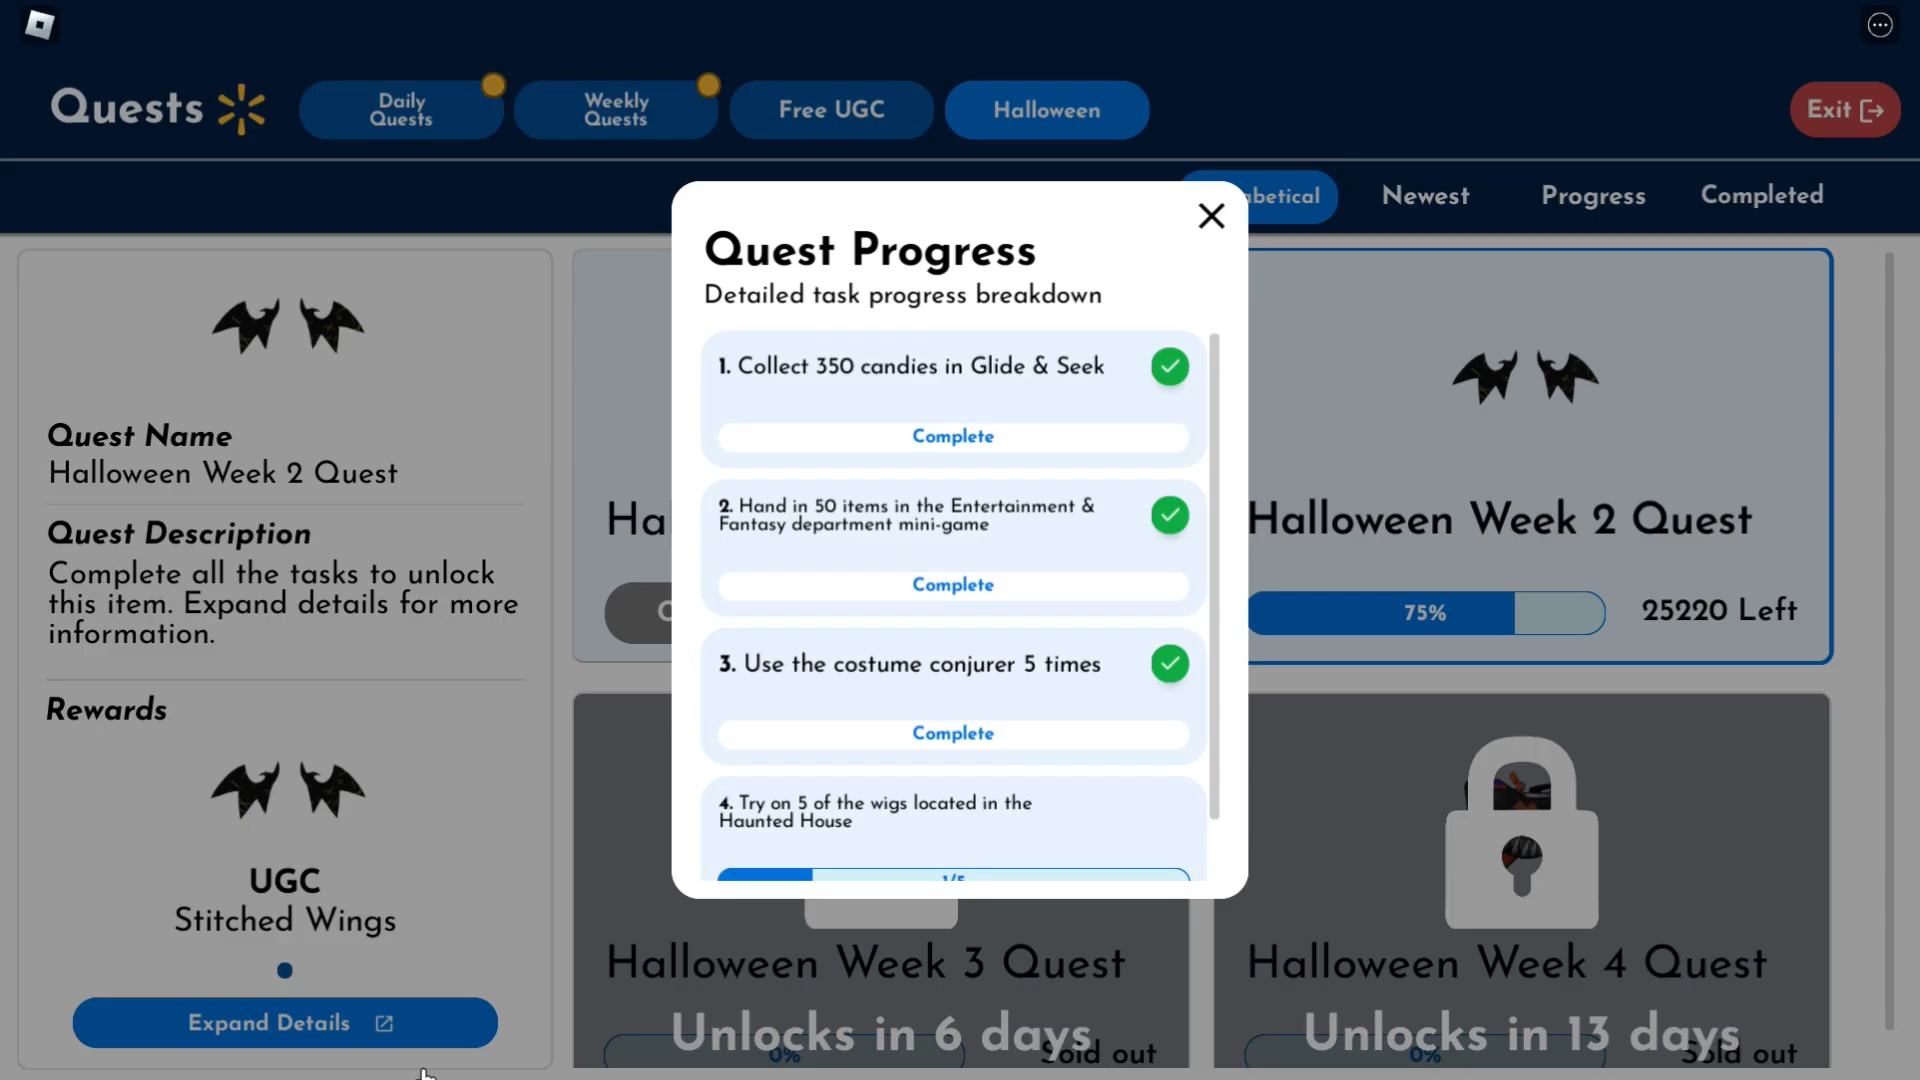 Quests
Daily
Quests
Weekly
Quests
Free UGC
Halloween
Exit
abetical
Newest
Progress
Completed
Quest Name
Halloween Week 2 Quest
Quest Description
Complete all the tasks to unlock
this item. Expand details for more
information.
Rewards
UGC
Stitched Wings
Expand Details
Quest Progress
Detailed task progress breakdown
1. Collect 350 candies in Glide & Seek
Complete
2. Hand in 50 items in the Entertainment &
Fantasy department mini-game
Complete
3. Use the costume conjurer 5 times
Complete
4. Try on 5 of the wigs located in the
Haunted House
1/5
Ha
Halloween Week 2 Quest
75%
25220 Left
Halloween Week 3 Quest
Unlocks in 6 days
0%
Sold out
Halloween Week 4 Quest
Unlocks in 13 days
0%
Sold out